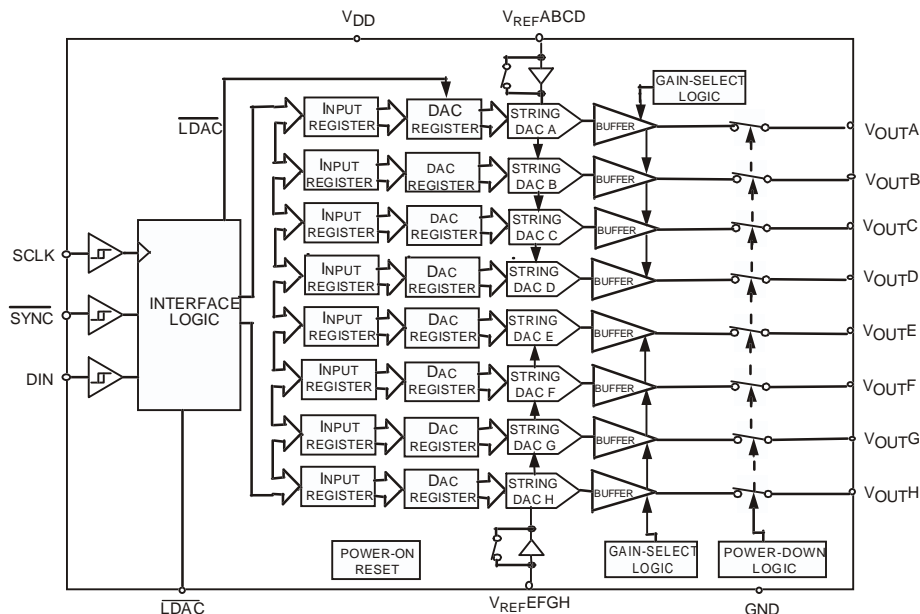 VDD
VREFABCD
GAIN-SELECT
LOGIC
LDAC
INPUT
REGISTER
DAC
REGISTER
STRING
DAC A
BUFFER
VOUTA
INPUT
REGISTER
DAC
REGISTER
STRING
DAC B
BUFFER
VOUTB
INPUT
REGISTER
DAC
REGISTER
STRING
DAC C
BUFFER
VOUTC
SCLK
INPUT
REGISTER
DAC
REGISTER
STRING
DAC D
BUFFER
VOUTD
INTERFACE
LOGIC
SYNC
INPUT
REGISTER
DAC
REGISTER
STRING
DAC E
BUFFER
VOUTE
DIN
INPUT
REGISTER
DAC
REGISTER
STRING
DAC F
BUFFER
VOUTF
INPUT
REGISTER
DAC
REGISTER
STRING
DAC G
BUFFER
VOUTG
INPUT
REGISTER
DAC
REGISTER
STRING
DAC H
BUFFER
VOUTH
POWER-ON
RESET
GAIN-SELECT
LOGIC
POWER-DOWN
LOGIC
LDAC
VREFEFGH
GND